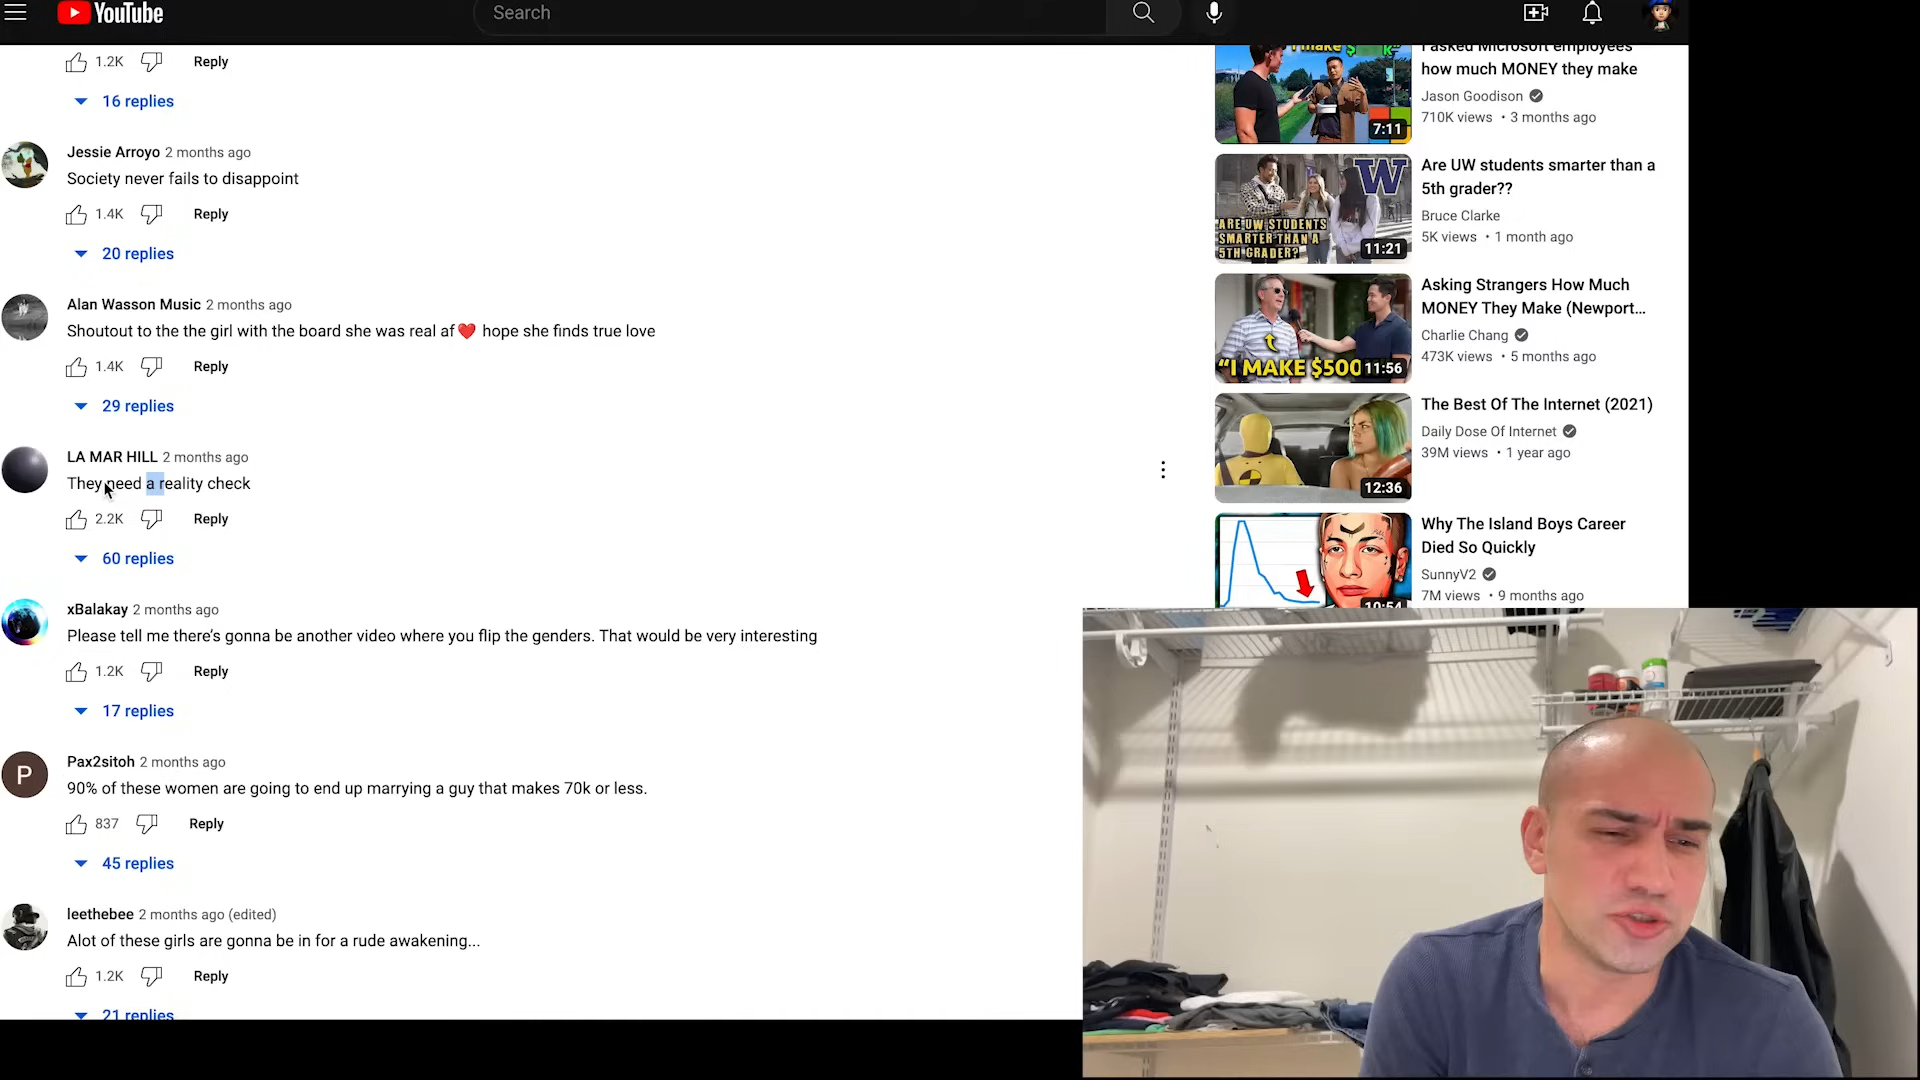 YouTube
Search
1.2K Reply
16 replies
Jessie Arroyo 2 months ago
Society never fails to disappoint
1.4K Reply
20 replies
Alan Wasson Music 2 months ago
Shoutout to the the girl with the board she was real af❤️ hope she finds true love
1.4K Reply
29 replies
LA MAR HILL 2 months ago
They need a reality check
2.2K Reply
60 replies
xBalakay 2 months ago
Please tell me there's gonna be another video where you flip the genders. That would be very interesting
1.2K Reply
17 replies
P
Pax2sitoh 2 months ago
90% of these women are going to end up marrying a guy that makes 70k or less.
837 Reply
45 replies
leethebee 2 months ago (edited)
Alot of these girls are gonna be in for a rude awakening...
1.2K Reply
21 replies
7:11
I asked Microsoft employees
how much MONEY they make
Jason Goodison
710K views • 3 months ago
W
ARE UW STUDENTS
SMARTER THAN A
5TH GRADER?
11:21
Are UW students smarter than a
5th grader??
Bruce Clarke
5K views • 1 month ago
"I MAKE $500
11:56
Asking Strangers How Much
MONEY They Make (Newport...
Charlie Chang
473K views • 5 months ago
12:36
The Best Of The Internet (2021)
Daily Dose Of Internet
39M views • 1 year ago
10:54
Why The Island Boys Career
Died So Quickly
SunnyV2
7M views • 9 months ago